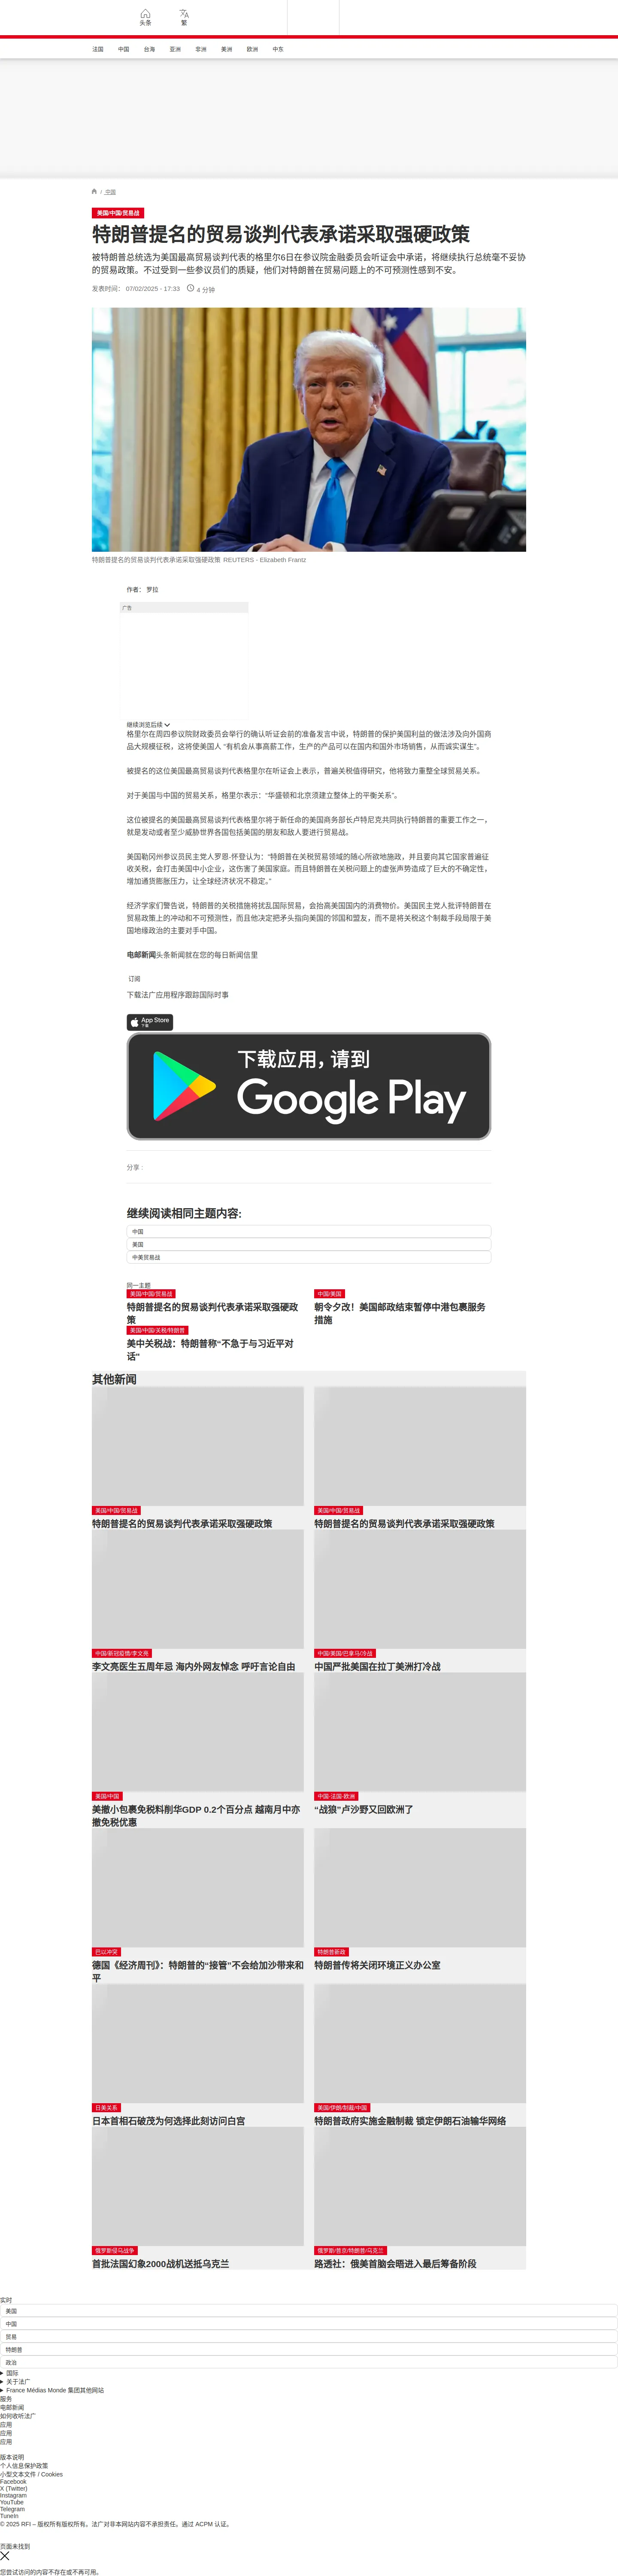 头条
繁
法国 中国 台海 亚洲 非洲 美洲 欧洲 中东
/ 中国
美国/中国/贸易战
特朗普提名的贸易谈判代表承诺采取强硬政策
被特朗普总统选为美国最高贸易谈判代表的格里尔6日在参议院金融委员会听证会中承诺，将继续执行总统毫不妥协
的贸易政策。不过受到一些参议员们的质疑，他们对特朗普在贸易问题上的不可预测性感到不安。
发表时间： 07/02/2025 - 17:33 4 分钟
特朗普提名的贸易谈判代表承诺采取强硬政策 REUTERS - Elizabeth Frantz
作者： 罗拉
广告
继续浏览后续
格里尔在周四参议院财政委员会举行的确认听证会前的准备发言中说，特朗普的保护美国利益的做法涉及向外国商
品大规模征税，这将使美国人 “有机会从事高薪工作，生产的产品可以在国内和国外市场销售，从而诚实谋生”。
被提名的这位美国最高贸易谈判代表格里尔在听证会上表示，普遍关税值得研究，他将致力重整全球贸易关系。
对于美国与中国的贸易关系，格里尔表示：“华盛顿和北京须建立整体上的平衡关系”。
这位被提名的美国最高贸易谈判代表格里尔将于新任命的美国商务部长卢特尼克共同执行特朗普的重要工作之一，
就是发动或者至少威胁世界各国包括美国的朋友和敌人要进行贸易战。
美国勒冈州参议员民主党人罗恩-怀登认为：“特朗普在关税贸易领域的随心所欲地施政，并且要向其它国家普遍征
收关税，会打击美国中小企业，这伤害了美国家庭。而且特朗普在关税问题上的虚张声势造成了巨大的不确定性，
增加通货膨胀压力，让全球经济状况不稳定。”
经济学家们警告说，特朗普的关税措施将扰乱国际贸易，会抬高美国国内的消费物价。美国民主党人批评特朗普在
贸易政策上的冲动和不可预测性，而且他决定把矛头指向美国的邻国和盟友，而不是将关税这个制裁手段局限于美
国地缘政治的主要对手中国。
电邮新闻头条新闻就在您的每日新闻信里
订阅
下载法广应用程序跟踪国际时事
App Store
下载
下载应用，请到
Google Play
分享 :
继续阅读相同主题内容:
中国
美国
中美贸易战
同一主题
美国/中国/贸易战
特朗普提名的贸易谈判代表承诺采取强硬政
策
中国/美国
朝令夕改！美国邮政结束暂停中港包裹服务
措施
美国/中国/关税/特朗普
美中关税战：特朗普称“不急于与习近平对
话”
其他新闻
美国/中国/贸易战
特朗普提名的贸易谈判代表承诺采取强硬政策
美国/中国/贸易战
特朗普提名的贸易谈判代表承诺采取强硬政策
中国/新冠疫情/李文亮
李文亮医生五周年忌 海内外网友悼念 呼吁言论自由
中国/美国/巴拿马/冷战
中国严批美国在拉丁美洲打冷战
美国/中国
美撤小包裹免税料削华GDP 0.2个百分点 越南月中亦
撤免税优惠
中国-法国-欧洲
“战狼”卢沙野又回欧洲了
巴以冲突
德国《经济周刊》：特朗普的“接管”不会给加沙带来和
平
特朗普新政
特朗普传将关闭环境正义办公室
日美关系
日本首相石破茂为何选择此刻访问白宫
美国/伊朗/制裁/中国
特朗普政府实施金融制裁 锁定伊朗石油输华网络
俄罗斯侵乌战争
首批法国幻象2000战机送抵乌克兰
俄罗斯/普京/特朗普/乌克兰
路透社：俄美首脑会晤进入最后筹备阶段
实时
美国
中国
贸易
特朗普
政治
国际
关于法广
France Médias Monde 集团其他网站
服务
电邮新闻
如何收听法广
应用
应用
应用
版本说明
个人信息保护政策
小型文本文件 / Cookies
Facebook
X (Twitter)
Instagram
YouTube
Telegram
TuneIn
© 2025 RFI – 版权所有版权所有。法广对非本网站内容不承担责任。通过 ACPM 认证。
页面未找到
您尝试访问的内容不存在或不再可用。